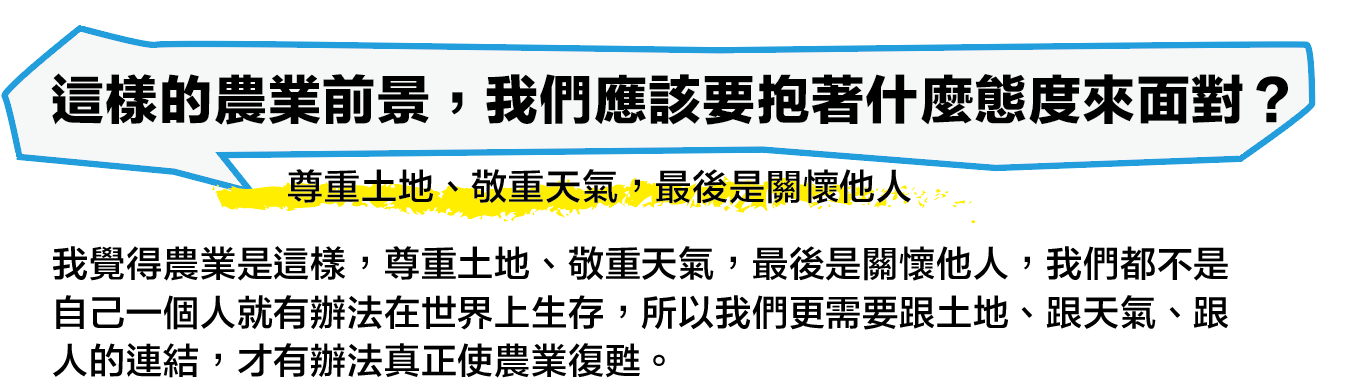 這樣的農業前景，我們應該要抱著什麼態度來面對？
尊重土地、敬重天氣，最後是關懷他人
我覺得農業是這樣，尊重土地、敬重天氣，最後是關懷他人，我們都不是
自己一個人就有辦法在世界上生存，所以我們更需要跟土地、跟天氣、跟
人的連結，才有辦法真正使農業復甦。